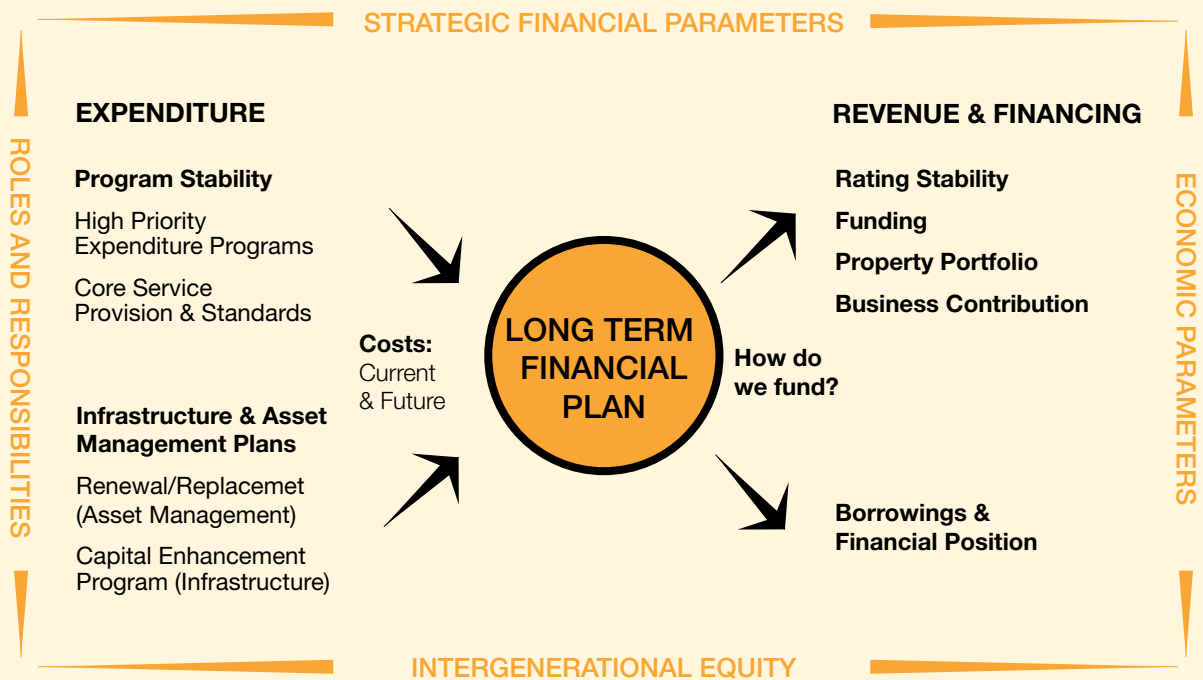 STRATEGIC FINANCIAL PARAMETERS
ROLES AND RESPONSIBILITIES
EXPENDITURE
Program Stability
High Priority
Expenditure Programs
Core Service
Provision & Standards
Infrastructure & Asset
Management Plans
Renewal/Replacemet
(Asset Management)
Capital Enhancement
Program (Infrastructure)
Costs:
Current
& Future
LONG TERM
FINANCIAL
PLAN
How do
we fund?
REVENUE & FINANCING
Rating Stability
Funding
Property Portfolio
Business Contribution
Borrowings &
Financial Position
ECONOMIC PARAMETERS
INTERGENERATIONAL EQUITY